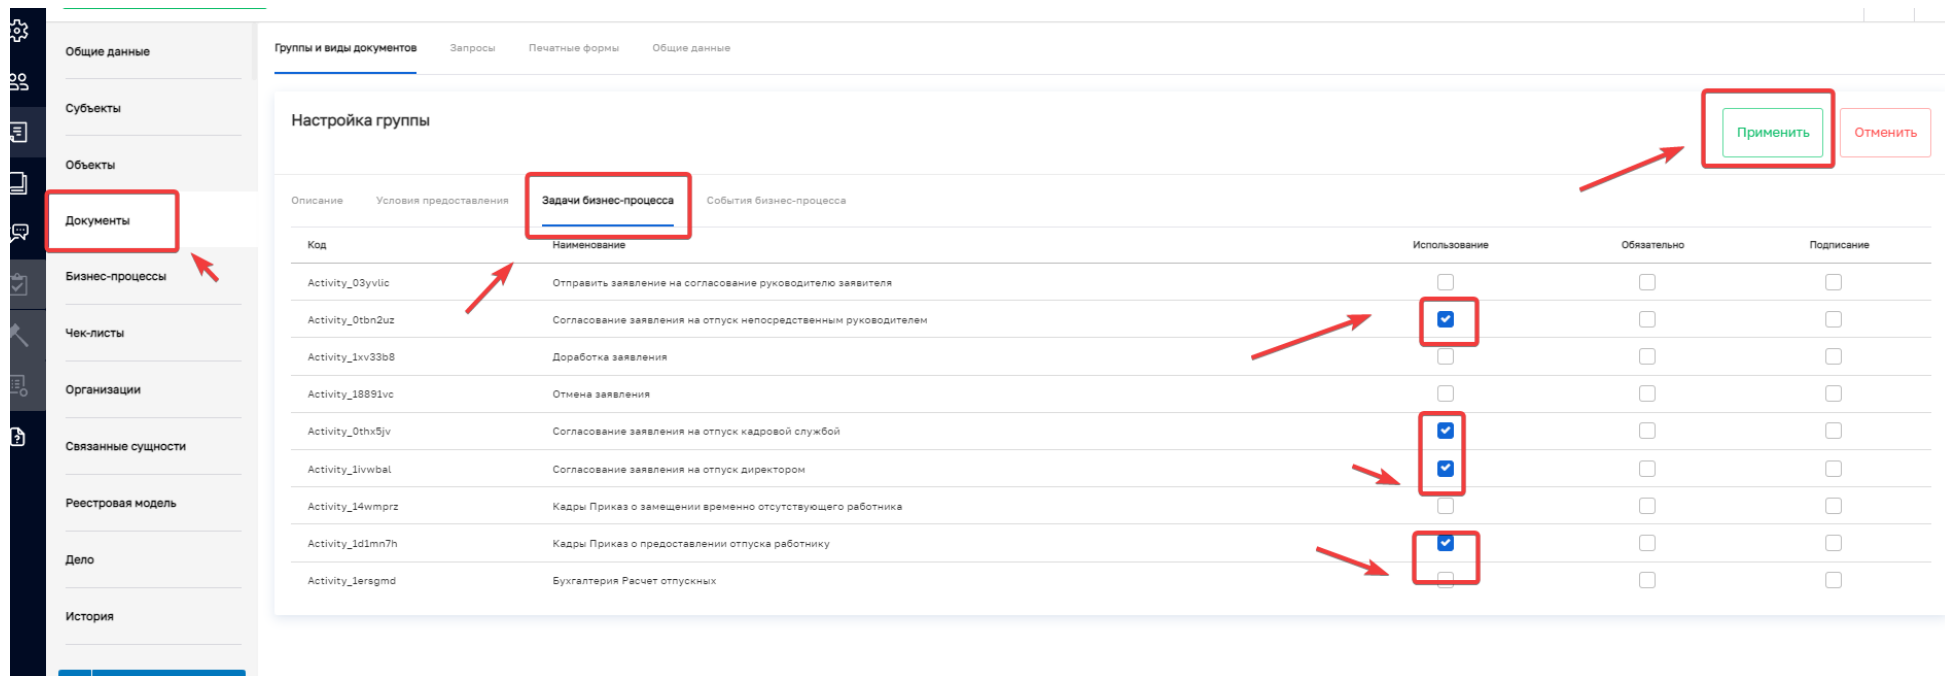 Общие данные
Субъекты
Объекты
Документы
Бизнес-процессы
Чек-листы
Организации
Связанные сущности
Реестровая модель
Дело
История
Группы и виды документов Запросы Печатные формы Общие данные
Настройка группы
Применить Отменить
Описание Условия предоставления Задачи бизнес-процесса События бизнес-процесса
Код Наименование Использование Обязательно Подписание
Activity_03yvlic Отправить заявление на согласование руководителю заявителя
Activity_0tbn2uz Согласование заявления на отпуск непосредственным руководителем
Activity_1xv33b8 Доработка заявления
Activity_18891vc Отмена заявления
Activity_0thx5jv Согласование заявления на отпуск кадровой службой
Activity_1ivwbal Согласование заявления на отпуск директором
Activity_14wmprz Кадры Приказ о замещении временно отсутствующего работника
Activity_1d1mn7h Кадры Приказ о предоставлении отпуска работнику
Activity_1ersgmd Бухгалтерия Расчет отпускных